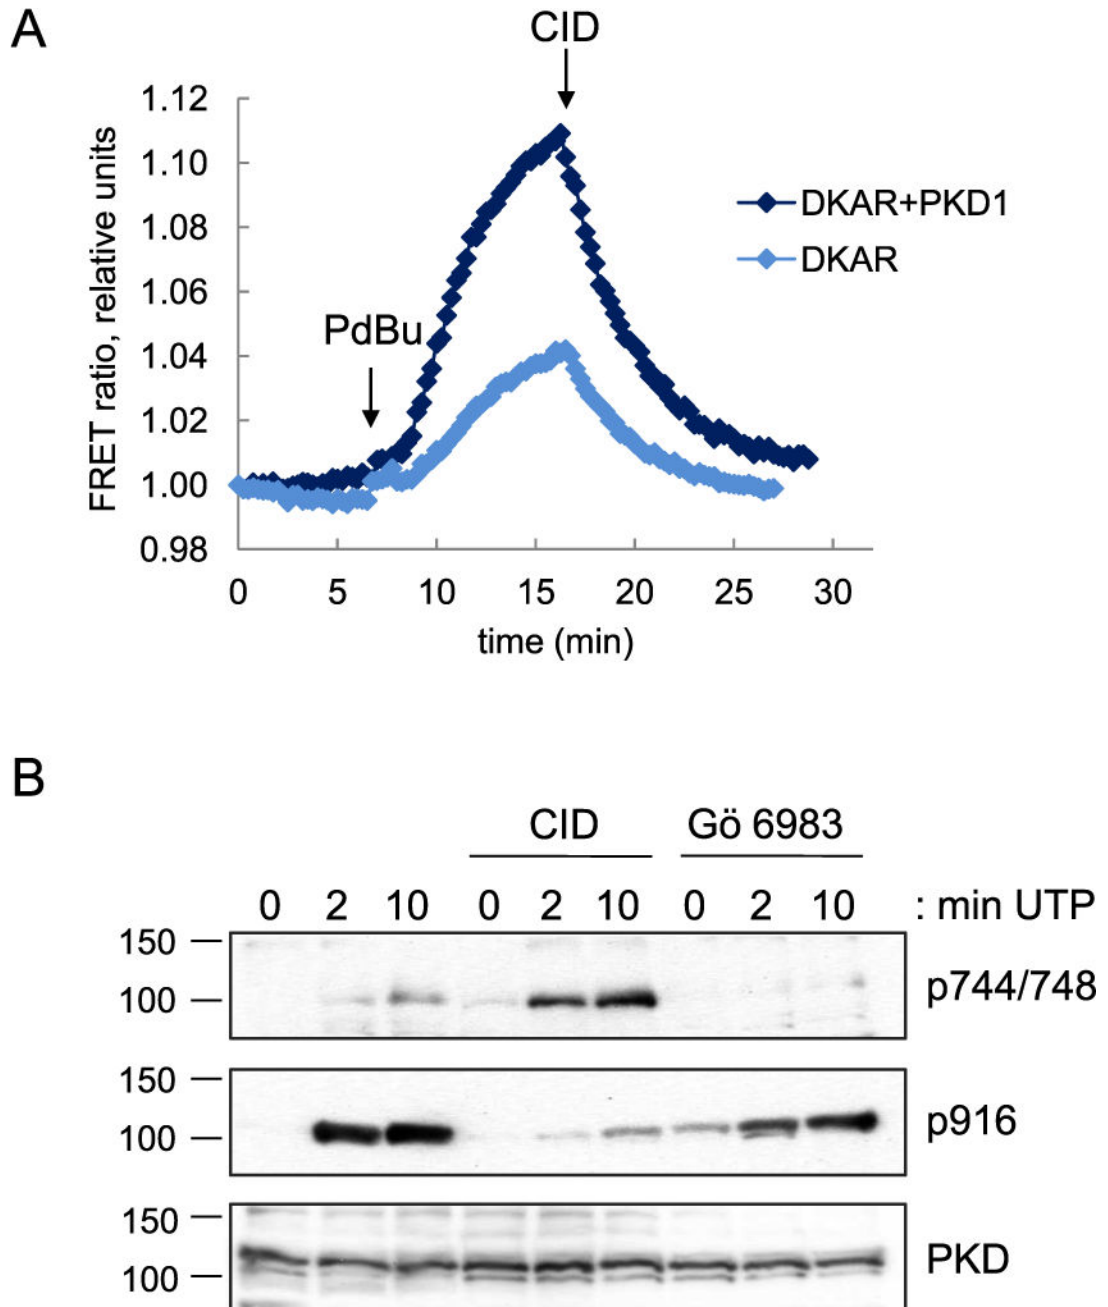 A
CID
1.12
1.10
1.08
1.06
1.04
1.02
1.00
0.98
FRET ratio, relative units
PdBu
DKAR+PKD1
DKAR
0 5 10 15 20 25 30
time (min)
B
CID Gö 6983
0 2 10 0 2 10 0 2 10 : min UTP
150
100
p744/748
150
100
p916
150
100
PKD